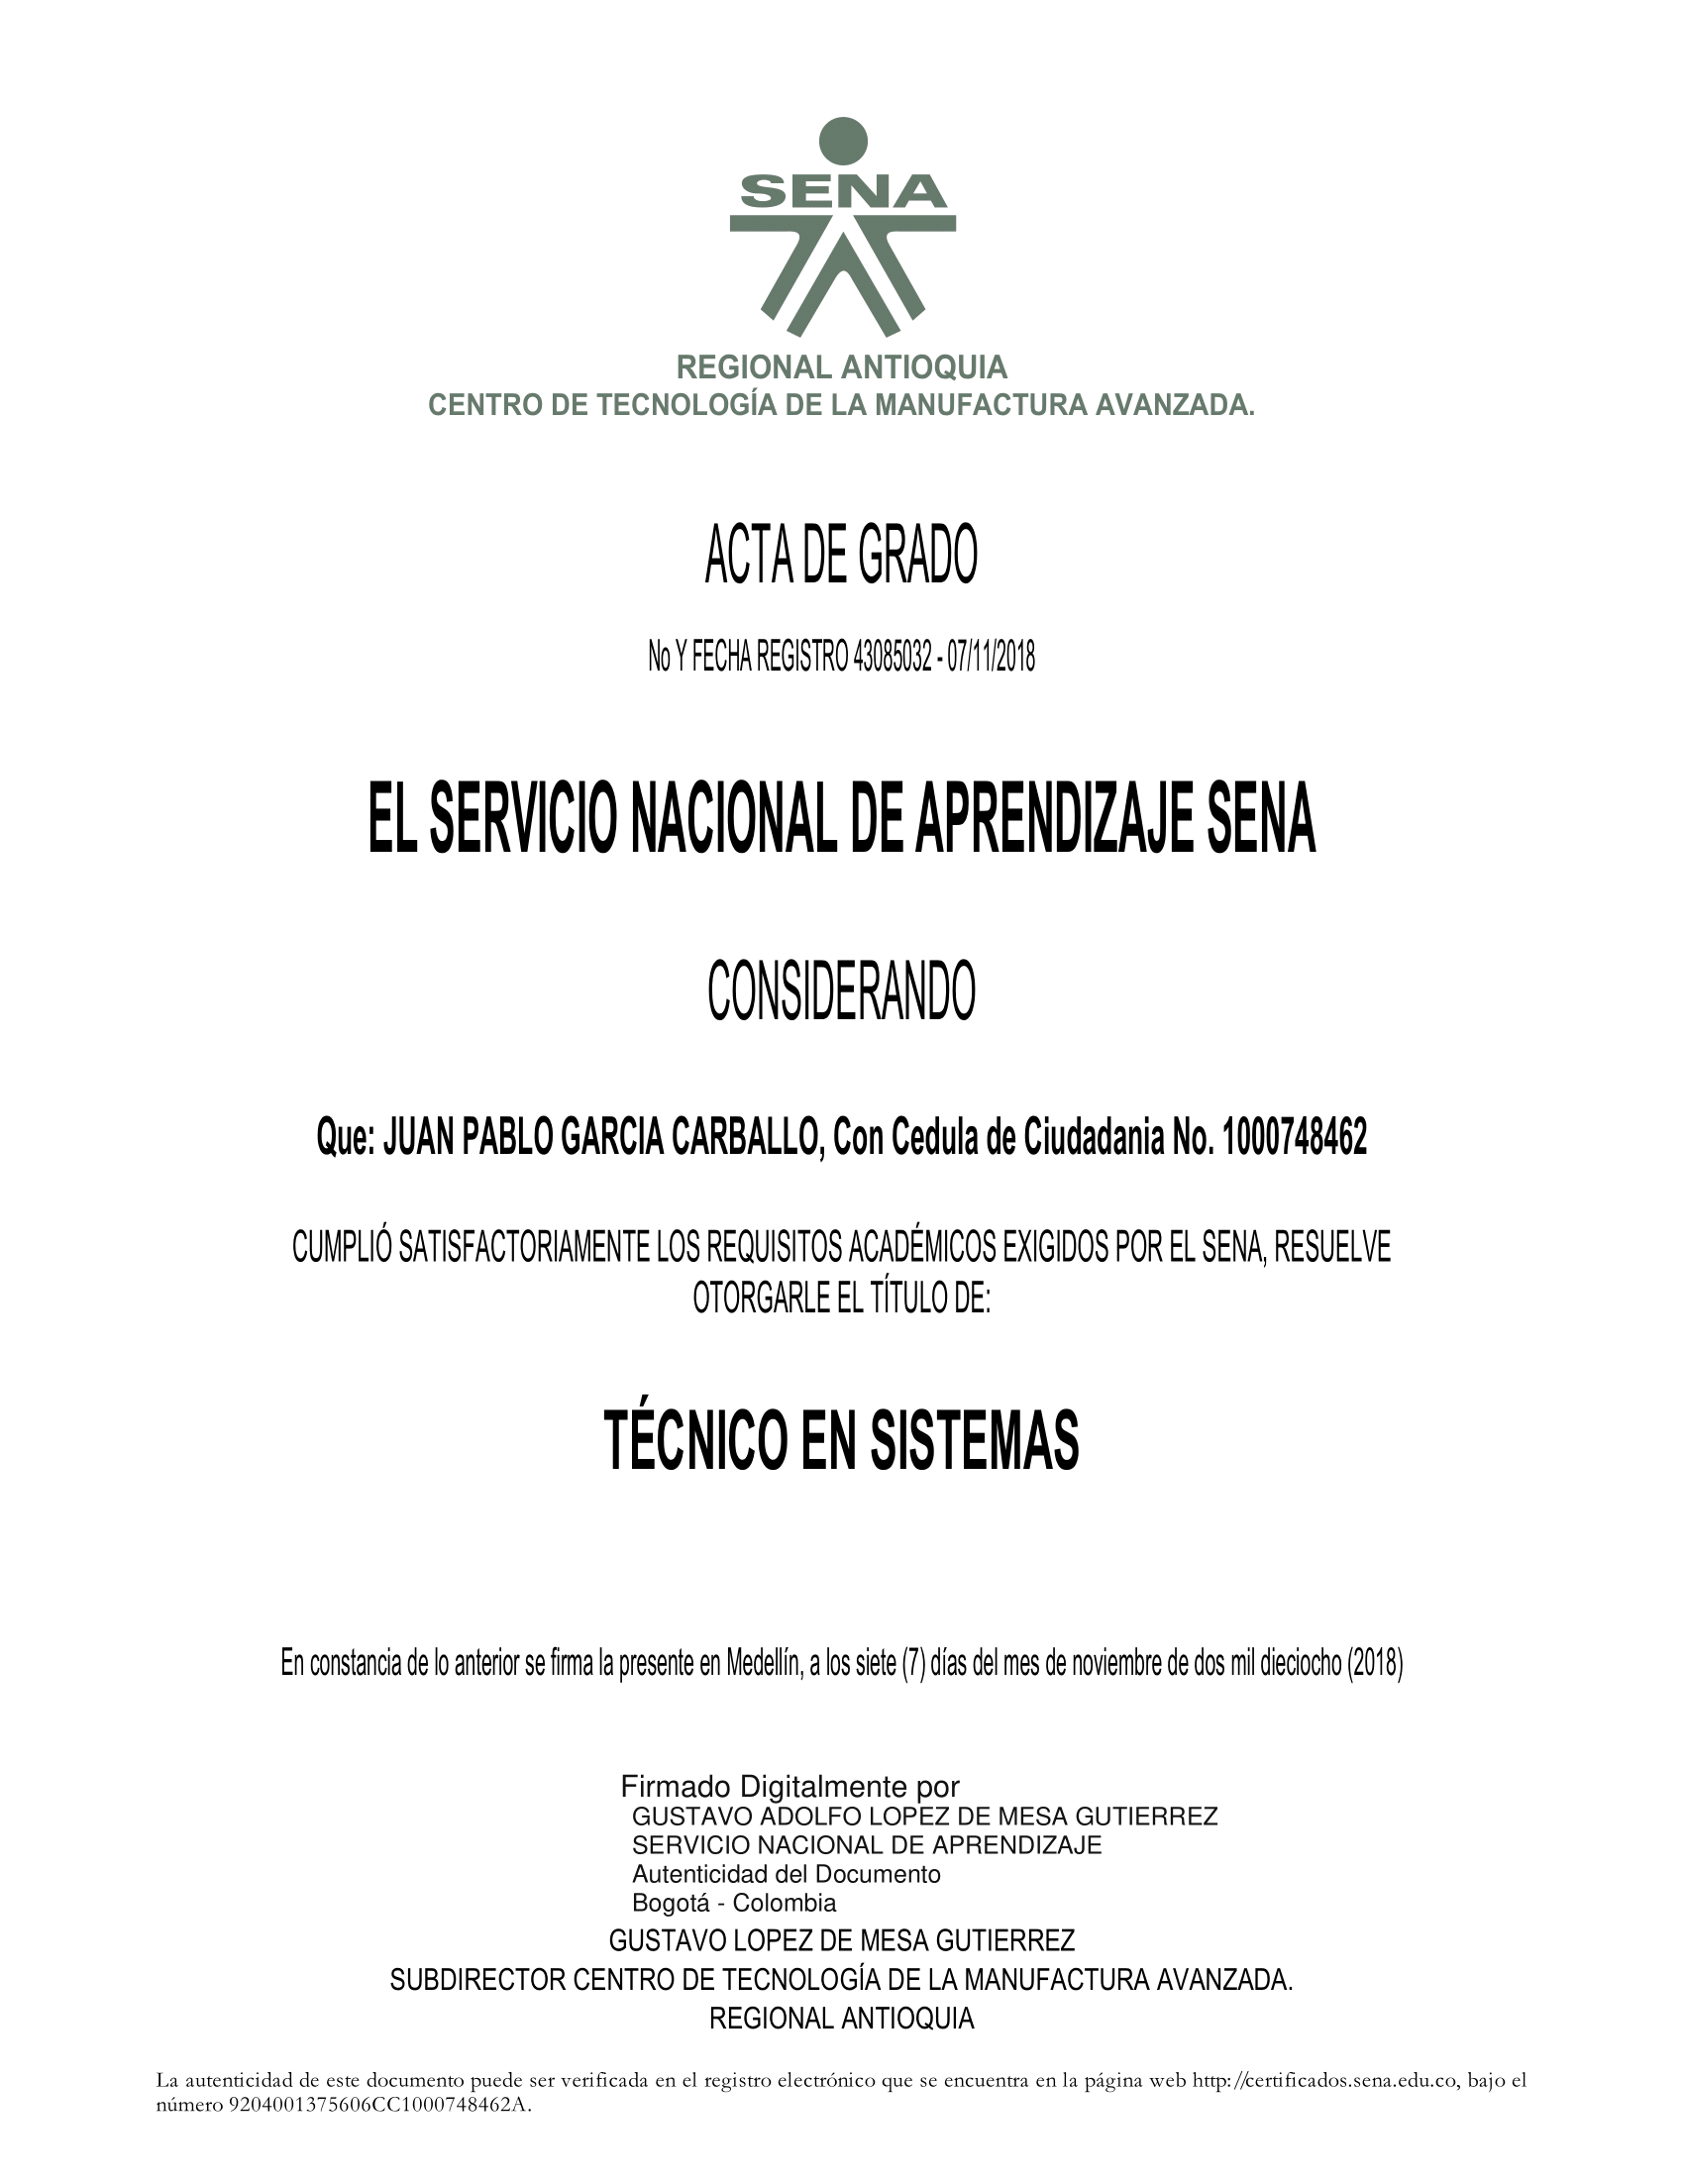 SENA
REGIONAL ANTIOQUIA
CENTRO DE TECNOLOGÍA DE LA MANUFACTURA AVANZADA.
ACTA DE GRADO
No Y FECHA REGISTRO 43085032 - 07/11/2018
EL SERVICIO NACIONAL DE APRENDIZAJE SENA
CONSIDERANDO
Que: JUAN PABLO GARCIA CARBALLO, Con Cedula de Ciudadania No. 1000748462
CUMPLIÓ SATISFACTORIAMENTE LOS REQUISITOS ACADÉMICOS EXIGIDOS POR EL SENA, RESUELVE
OTORGARLE EL TÍTULO DE:
TÉCNICO EN SISTEMAS
En constancia de lo anterior se firma la presente en Medellín, a los siete (7) días del mes de noviembre de dos mil dieciocho (2018)
Firmado Digitalmente por
GUSTAVO ADOLFO LOPEZ DE MESA GUTIERREZ
SERVICIO NACIONAL DE APRENDIZAJE
Autenticidad del Documento
Bogotá - Colombia
GUSTAVO LOPEZ DE MESA GUTIERREZ
SUBDIRECTOR CENTRO DE TECNOLOGÍA DE LA MANUFACTURA AVANZADA.
REGIONAL ANTIOQUIA
La autenticidad de este documento puede ser verificada en el registro electrónico que se encuentra en la página web http://certificados.sena.edu.co, bajo el
número 9204001375606CC1000748462A.